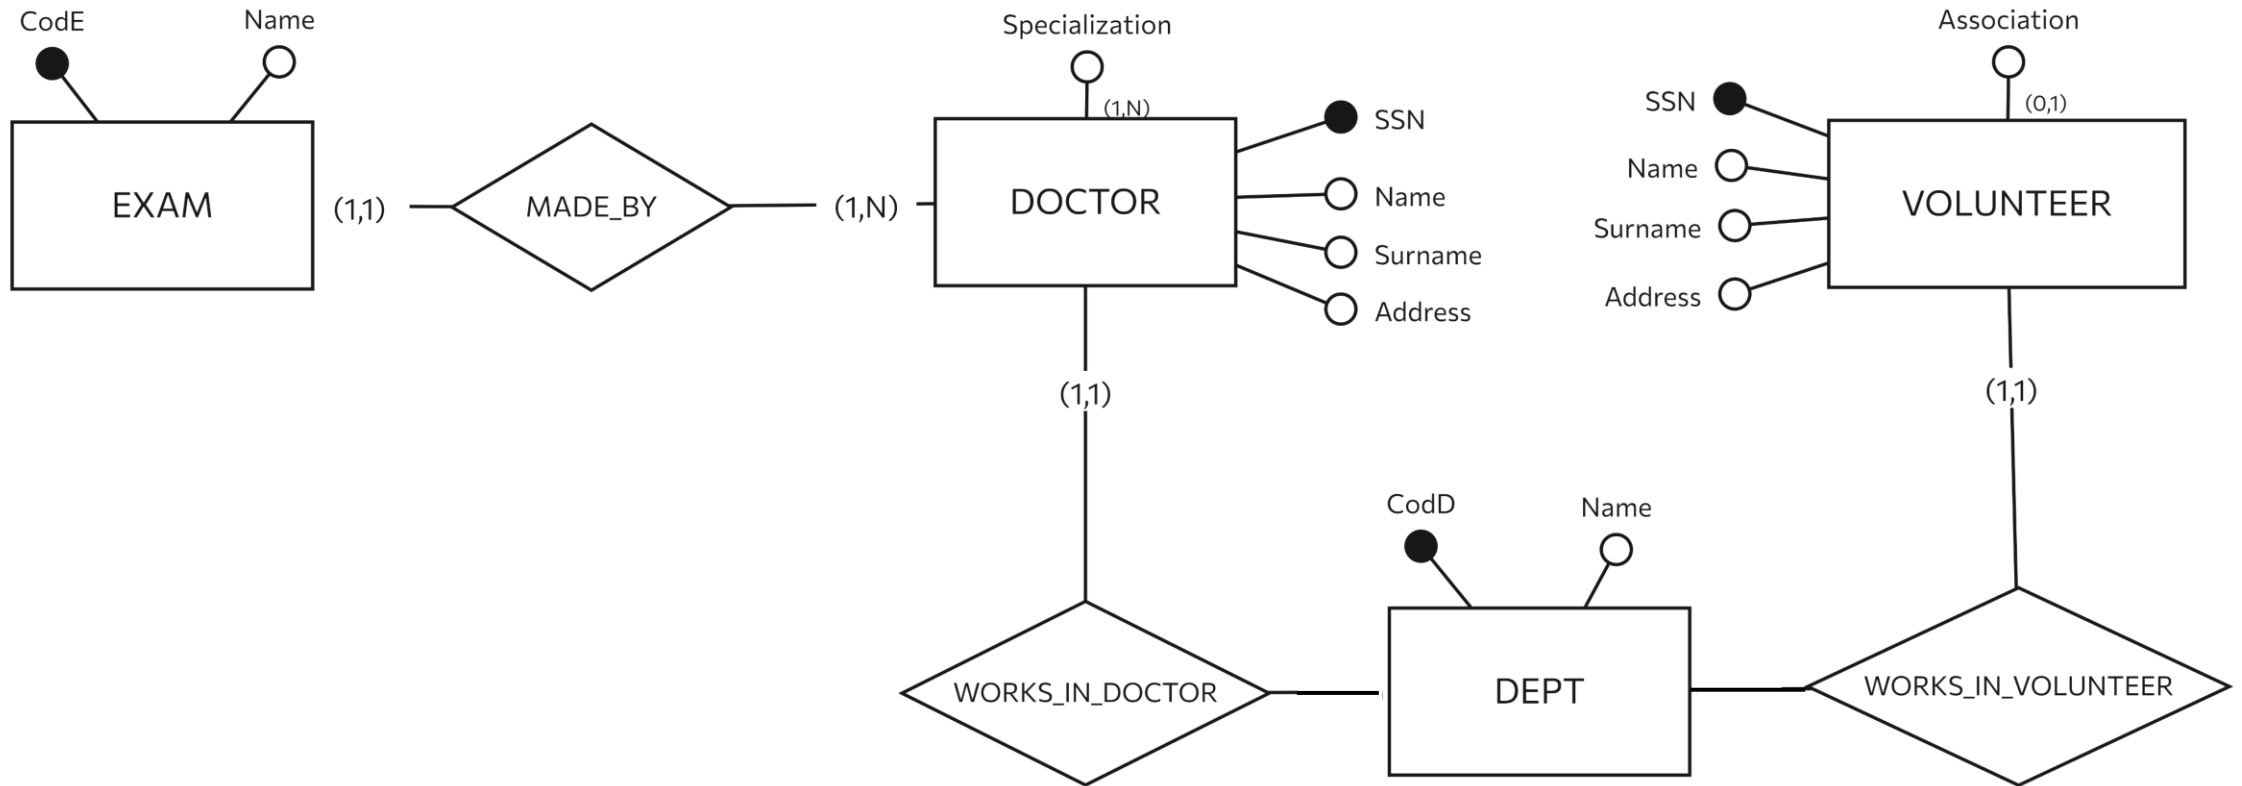 CodE
Name
Specialization
Association
(1,N)
(0,1)
SSN
SSN
EXAM
(1,1)
MADE_BY
(1,N)
DOCTOR
Name
Name
VOLUNTEER
Surname
Surname
Address
Address
(1,1)
(1,1)
CodD
Name
WORKS_IN_DOCTOR
DEPT
WORKS_IN_VOLUNTEER